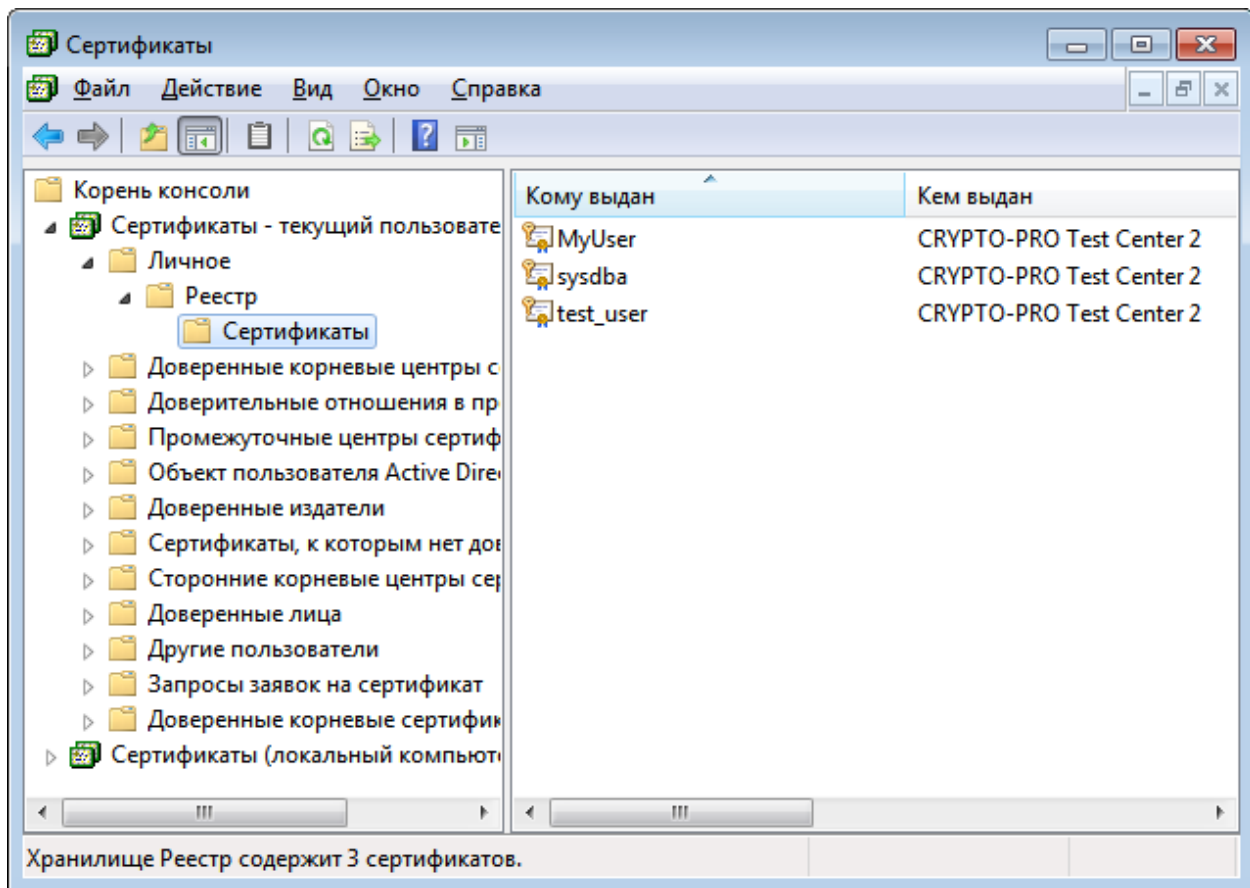 Сертификаты
Файл Действие Вид Окно Справка
Корень консоли
Сертификаты - текущий пользовате
Личное
Реестр
Сертификаты
Доверенные корневые центры с
Доверительные отношения в пр
Промежуточные центры сертиф
Объект пользователя Active Dire
Доверенные издатели
Сертификаты, к которым нет дов
Сторонние корневые центры сер
Доверенные лица
Другие пользователи
Запросы заявок на сертификат
Доверенные корневые сертифик
Сертификаты (локальный компьюте
Кому выдан Кем выдан
MyUser CRYPTO-PRO Test Center 2
sysdba CRYPTO-PRO Test Center 2
test_user CRYPTO-PRO Test Center 2
Хранилище Реестр содержит 3 сертификатов.